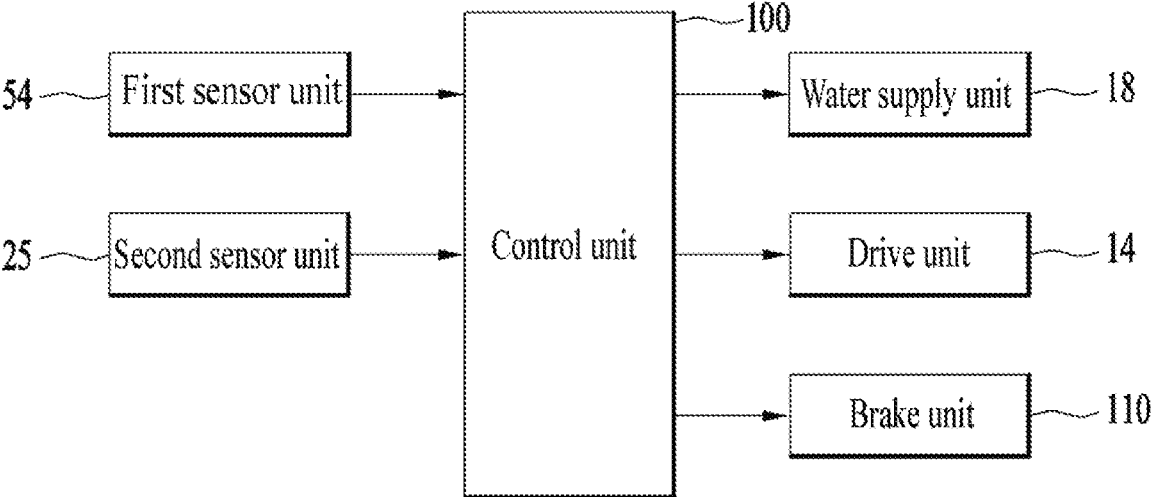 100
54
First sensor unit
Water supply unit
18
25
Second sensor unit
Control unit
Drive unit
14
Brake unit
110